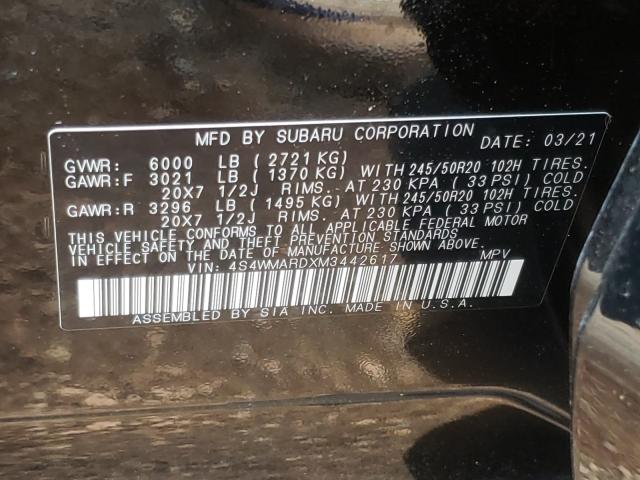 MFD BY SUBARU CORPORATION DATE: 03/21
GVWR: 6000 LB ( 2721 KG)
GAWR:F 3021 LB ( 1370 KG) WITH 245/50R20 102H TIRES.
20X7 1/2J RIMS. AT 230 KPA ( 33 PSI) COLD
GAWR:R 3296 LB ( 1495 KG) WITH 245/50R20 102H TIRES.
20X7 1/2J RIMS. AT 230 KPA ( 33 PSI) COLD
THIS VEHICLE CONFORMS TO ALL APPLICABLE FEDERAL MOTOR
VEHICLE SAFETY AND THEFT PREVENTION STANDARDS IN
EFFECT ON THE DATE OF MANUFACTURE SHOWN ABOVE.
VIN: 4S4WMARDXM3442617 MPV
ASSEMBLED BY SIA INC. MADE IN U.S.A.